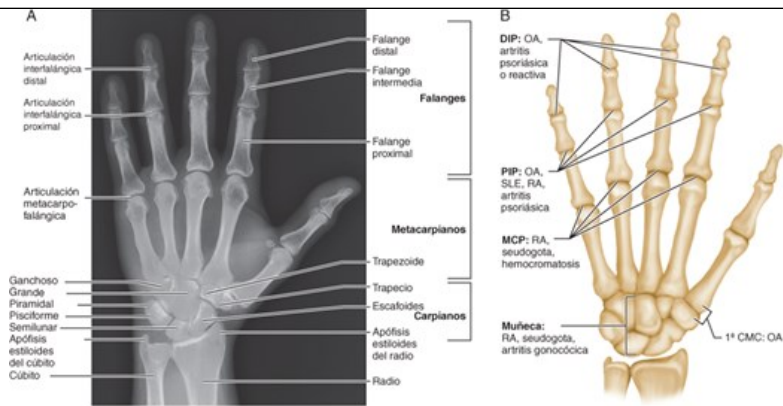 A
Articulación
interfalángica
distal
Articulación
interfalángica
proximal
Articulación
metacarpo-
falángica
Ganchoso
Grande
Piramidal
Pisciforme
Semilunar
Apófisis
estiloides
del cúbito
Cúbito
Falange
distal
Falange
intermedia
Falanges
Falange
proximal
Metacarpianos
Trapezoide
Trapecio
Escafoides
Carpianos
Apófisis
estiloides
del radio
Radio
B
DIP: OA,
artritis
psoriásica
o reactiva
PIP: OA,
SLE, RA,
artritis
psoriásica
MCP: RA,
seudogota,
hemocromatosis
Muñeca:
RA, seudogota,
artritis gonocócica
1ª CMC: OA